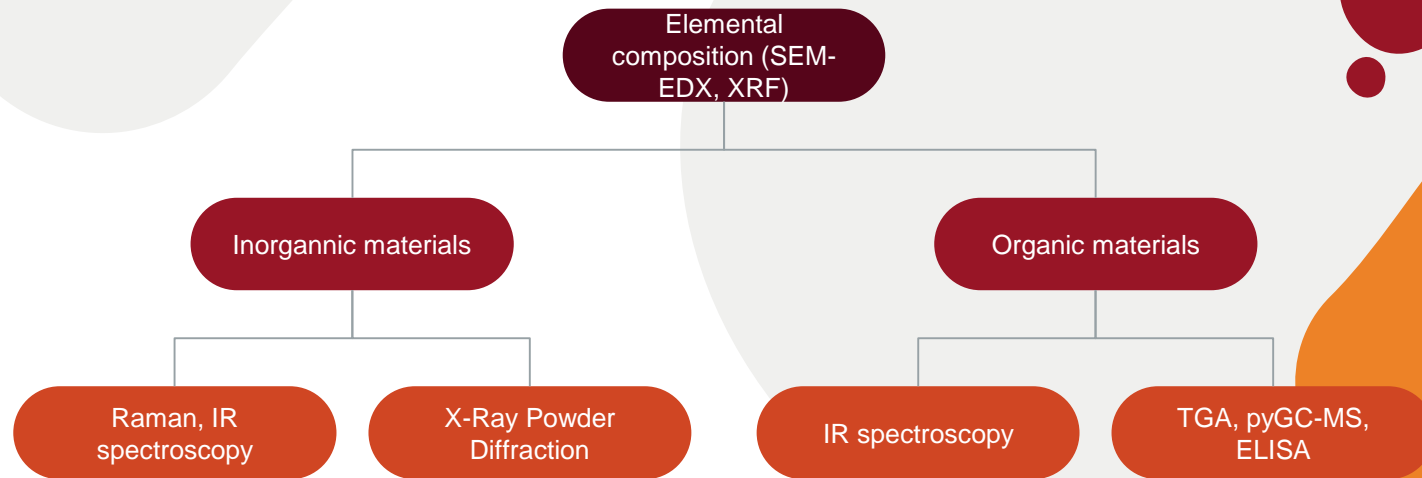 Elemental
composition (SEM-
EDX, XRF)
Inorgannic materials
Organic materials
Raman, IR
spectroscopy
X-Ray Powder
Diffraction
IR spectroscopy
TGA, pyGC-MS,
ELISA